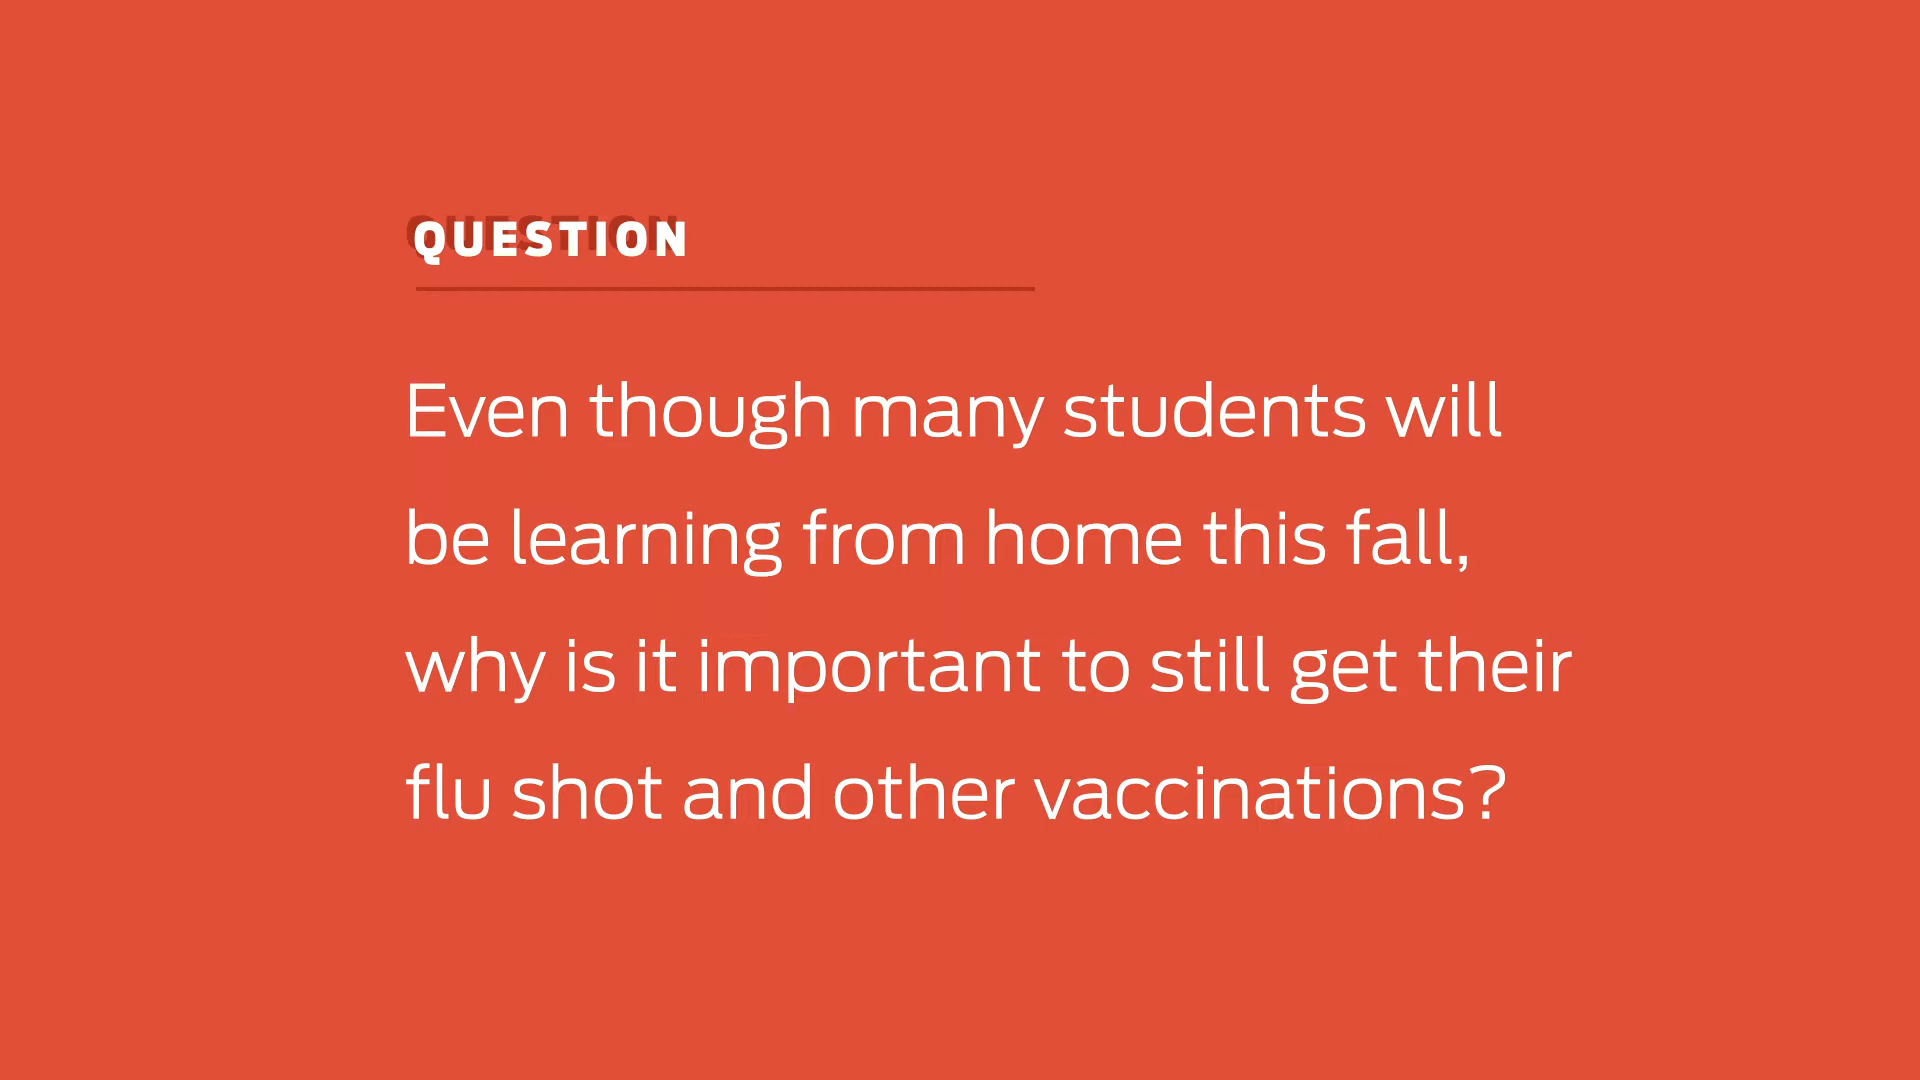 QUESTION
Even though many students will
be learning from home this fall,
why is it important to still get their
flu shot and other vaccinations?